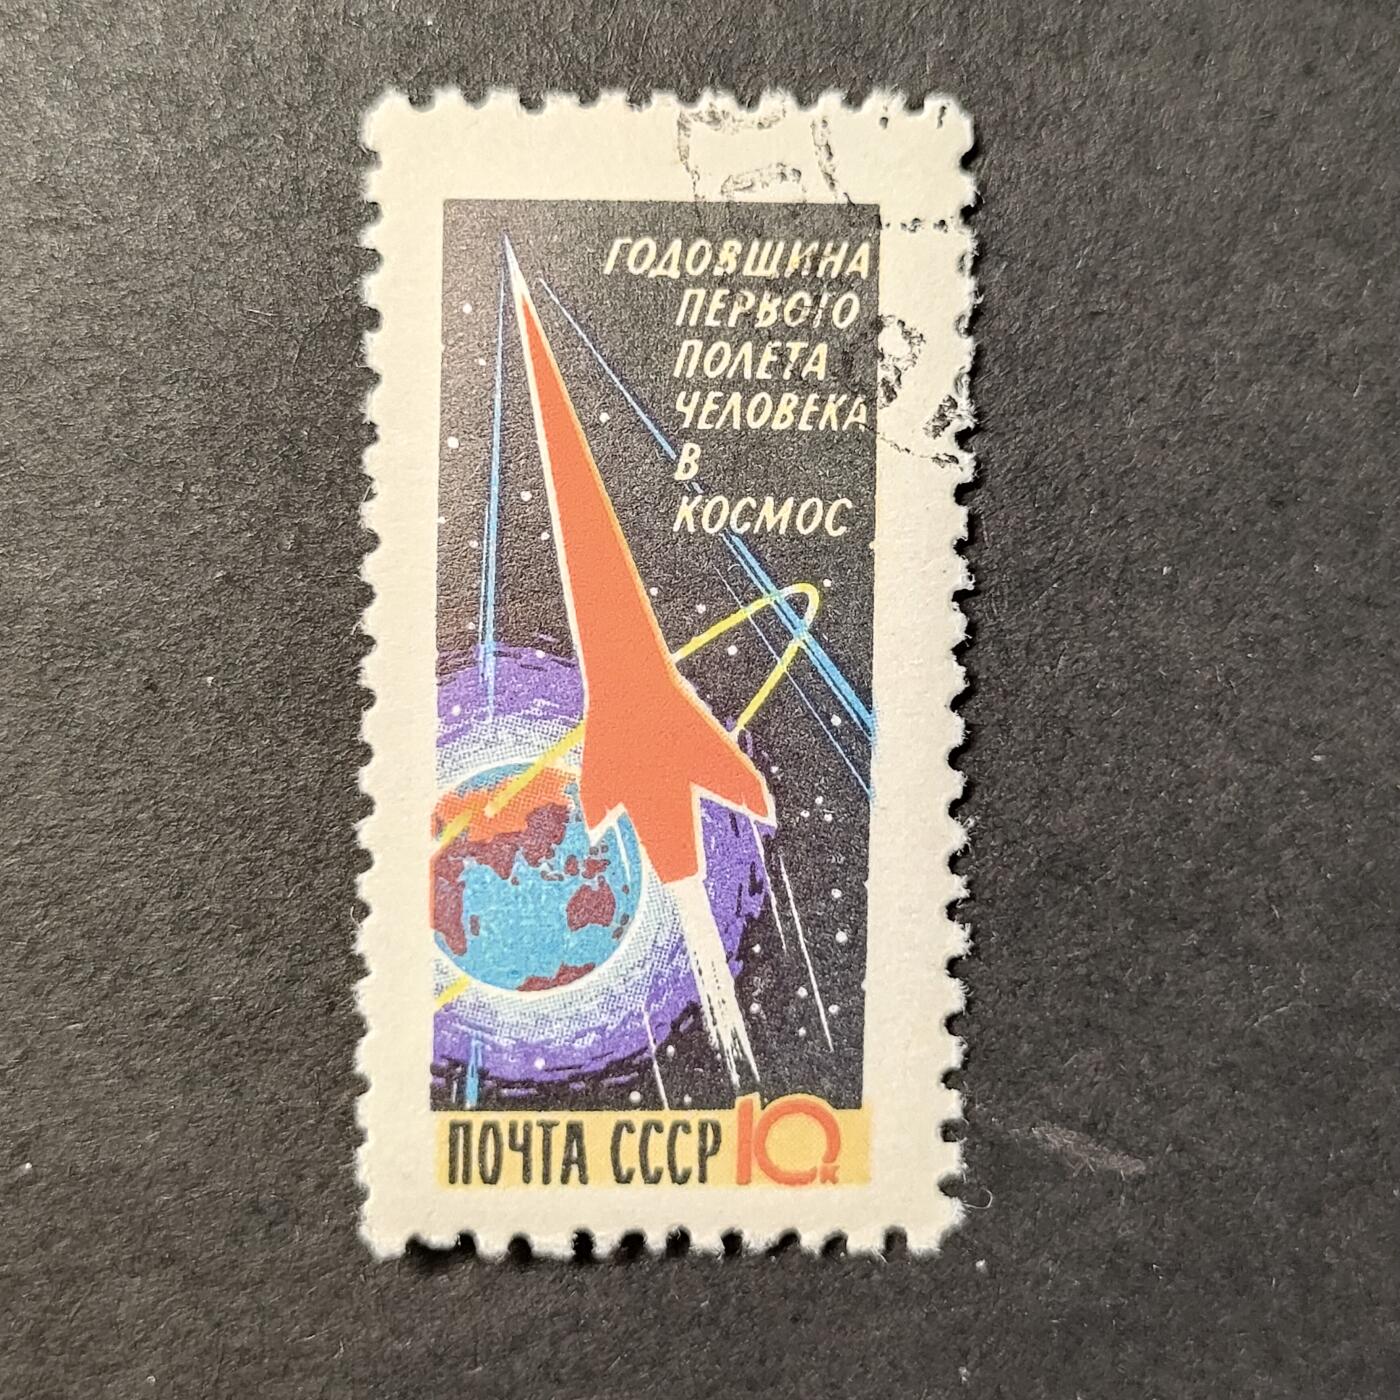 ГОДОВЩИНА
ПЕРВОГО
ПОЛЕТА
ЧЕЛОВЕКА
В
КОСМОС
ПОЧТА СССР 10к